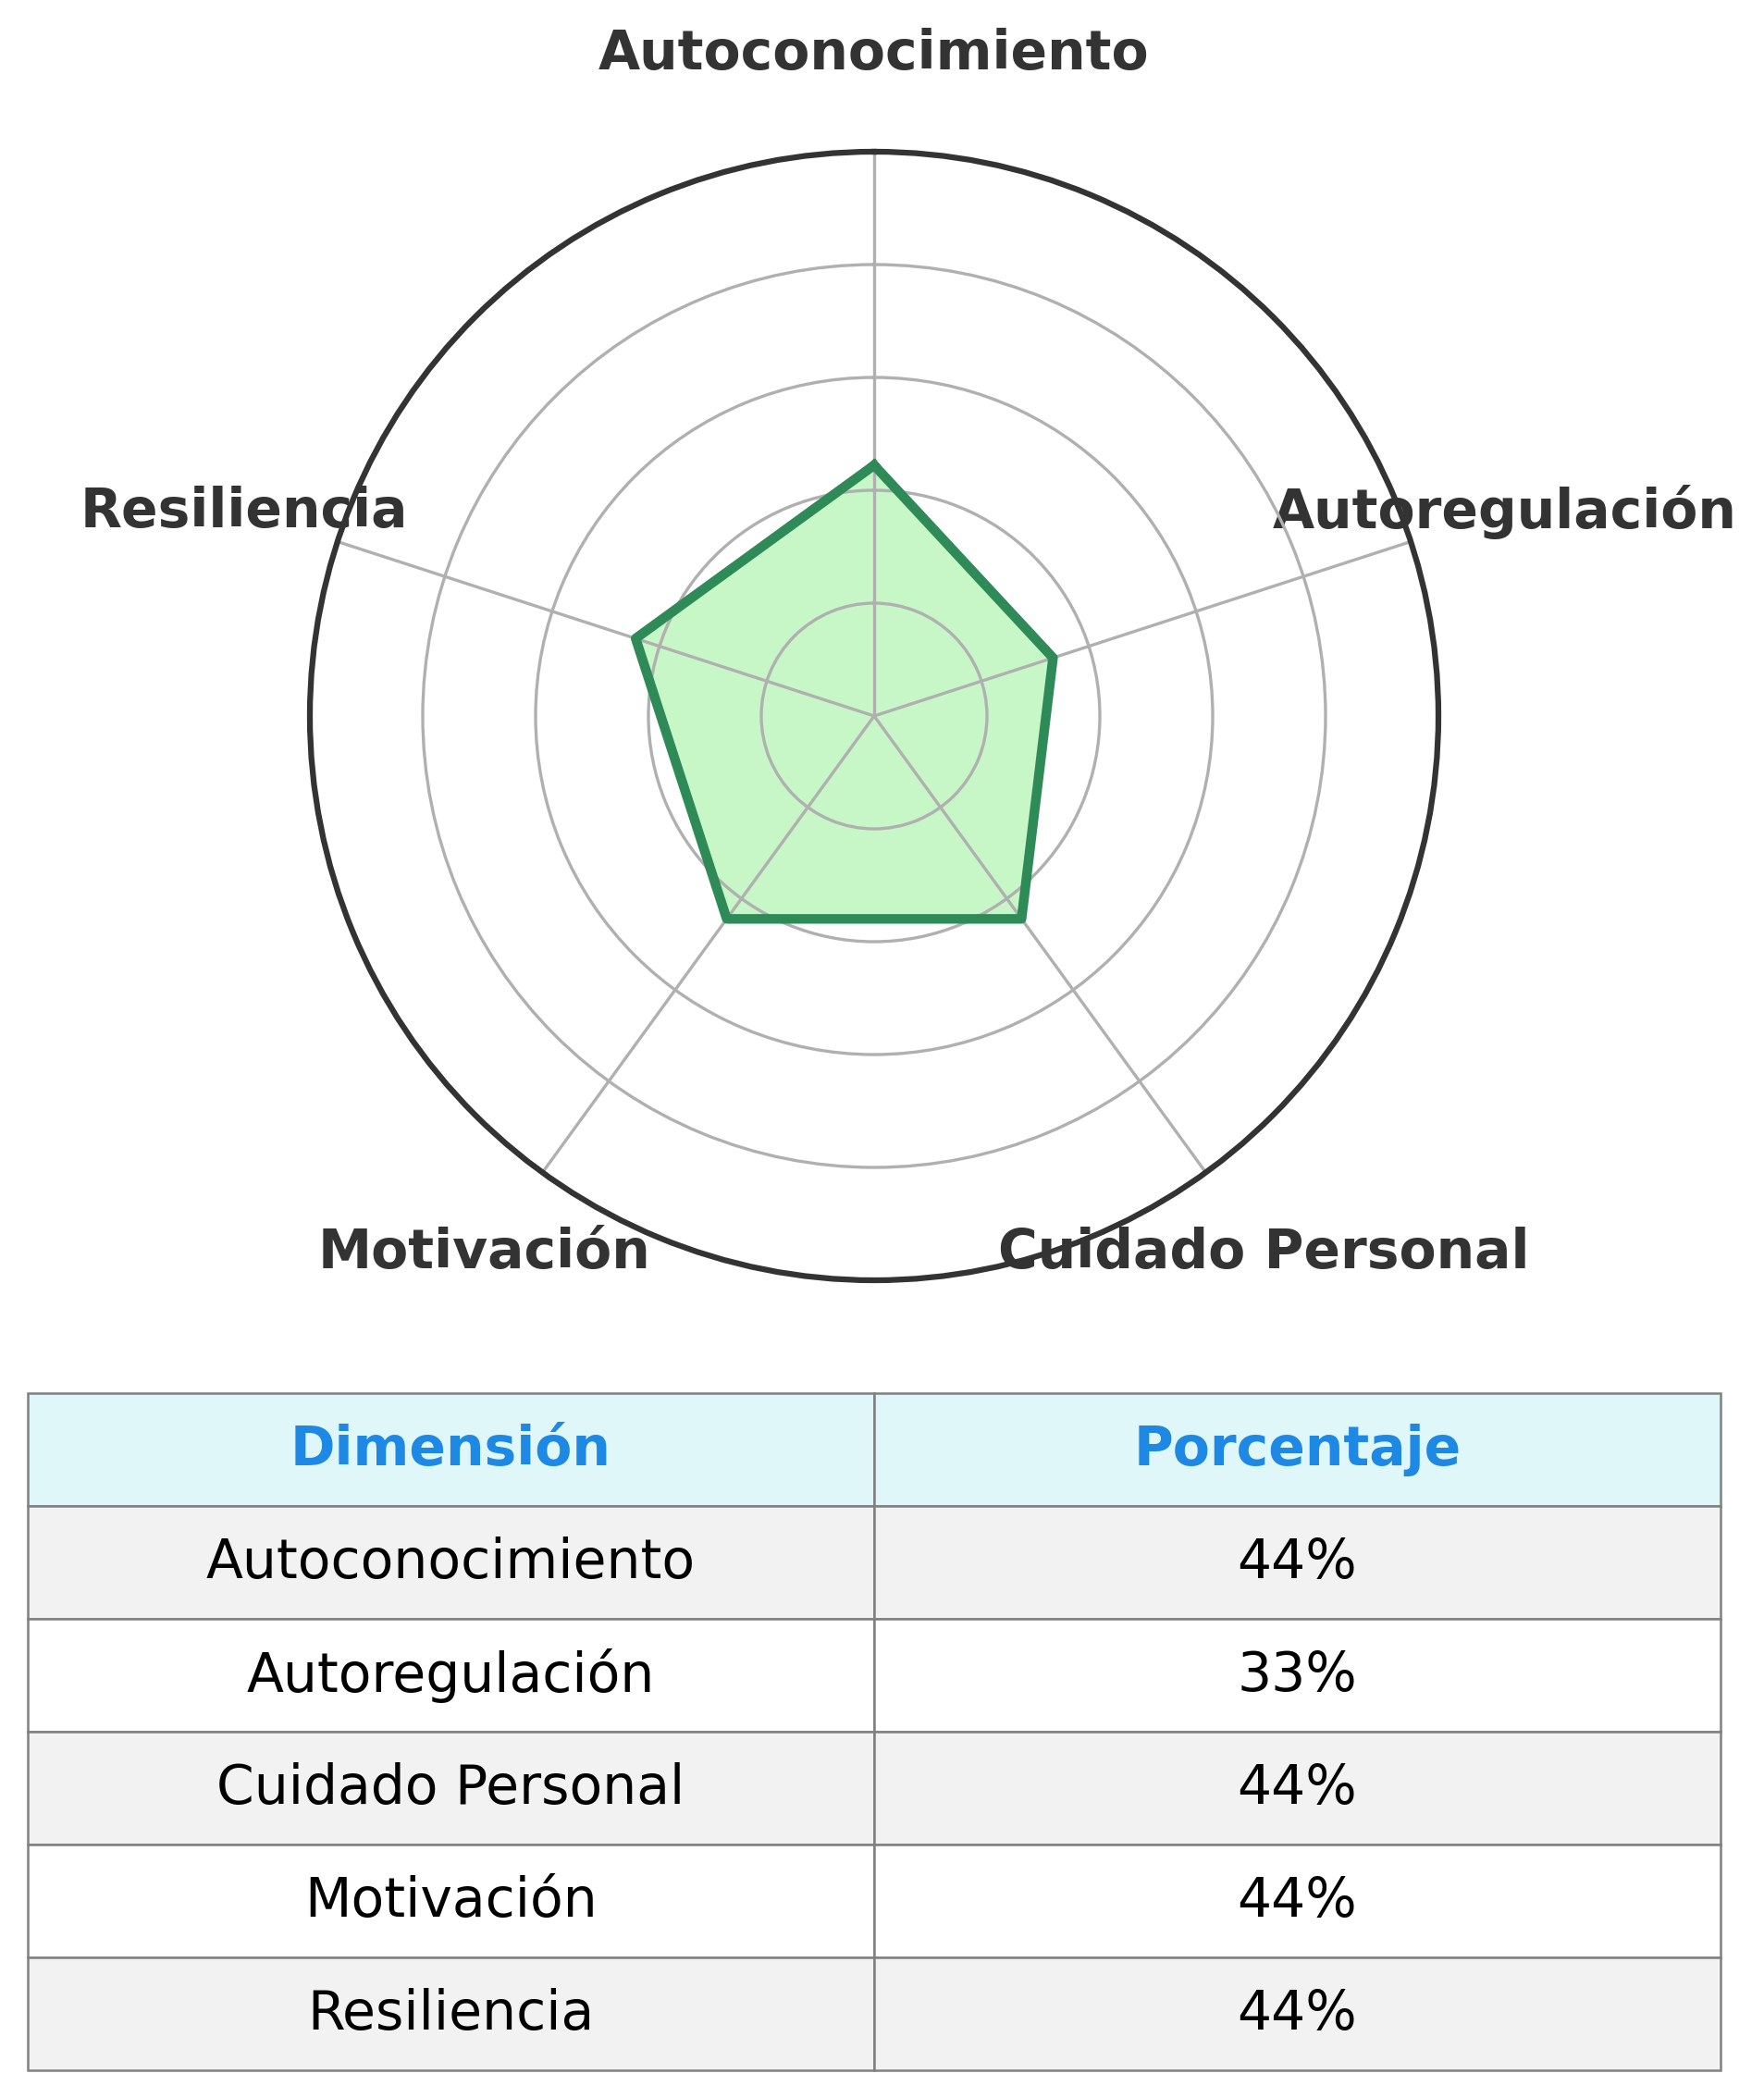 Autoconocimiento
Resiliencia
Autoregulación
Motivación
Cuidado Personal
Dimensión Porcentaje
Autoconocimiento 44%
Autoregulación 33%
Cuidado Personal 44%
Motivación 44%
Resiliencia 44%